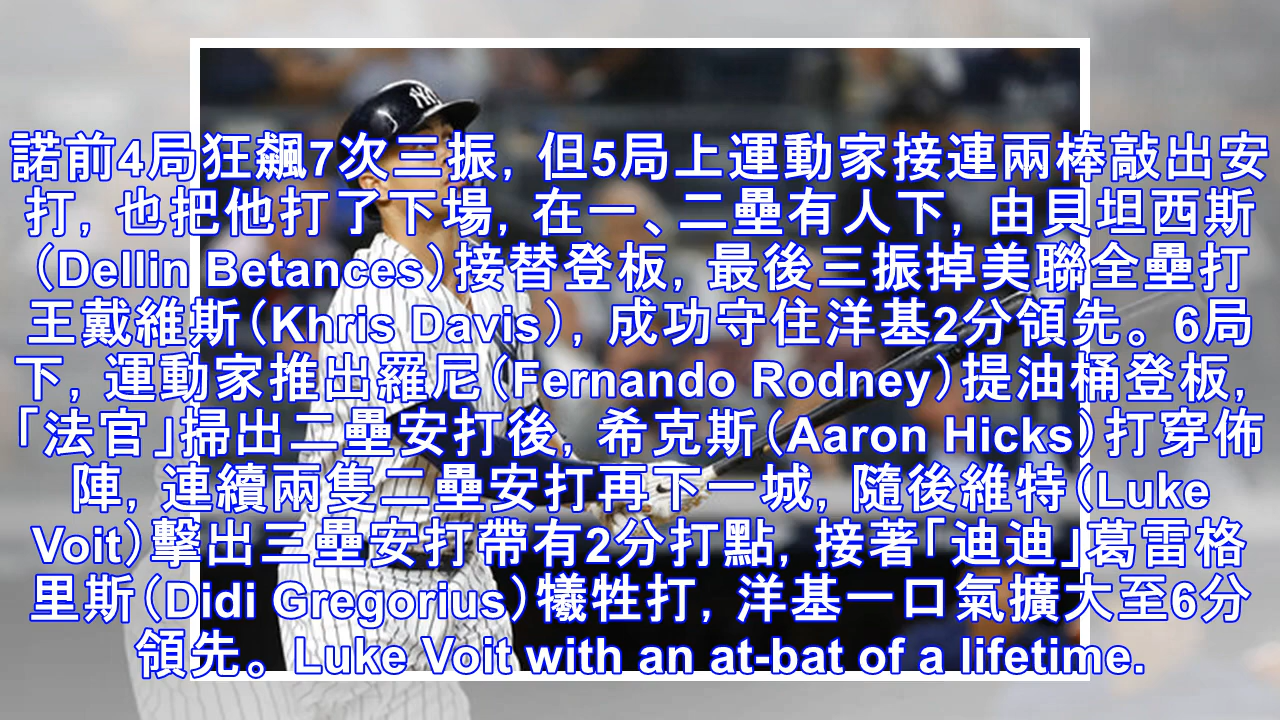 諾前4局狂飆7次三振, 但5局上運動家接連兩棒敲出安
打, 也把他打了下場, 在一、二壘有人下, 由貝坦西斯
(Dellin Betances)接替登板, 最後三振掉美聯全壘打
王戴維斯(Khris Davis), 成功守住洋基2分領先。6局
下, 運動家推出羅尼(Fernando Rodney)提油桶登板,
「法官」掃出二壘安打後, 希克斯(Aaron Hicks)打穿佈
陣, 連續兩隻二壘安打再下一城, 隨後維特(Luke
Voit)擊出三壘安打帶有2分打點, 接著「迪迪」葛雷格
里斯(Didi Gregorius)犧牲打, 洋基一口氣擴大至6分
領先。Luke Voit with an at-bat of a lifetime.